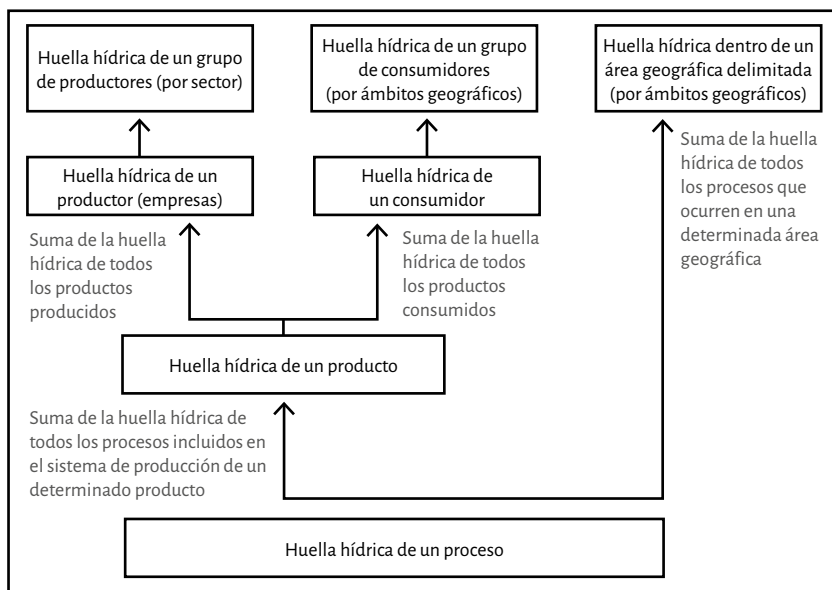 Huella hídrica de un grupo
de productores (por sector)
Huella hídrica de un grupo
de consumidores
(por ámbitos geográficos)
Huella hídrica dentro de un
área geográfica delimitada
(por ámbitos geográficos)
Huella hídrica de un
productor (empresas)
Huella hídrica de
un consumidor
Suma de la huella
hídrica de todos
los procesos que
ocurren en una
determinada área
geográfica
Suma de la huella
hídrica de todos
los productos
producidos
Suma de la huella
hídrica de todos
los productos
consumidos
Huella hídrica de un producto
Suma de la huella hídrica de
todos los procesos incluidos en
el sistema de producción de un
determinado producto
Huella hídrica de un proceso